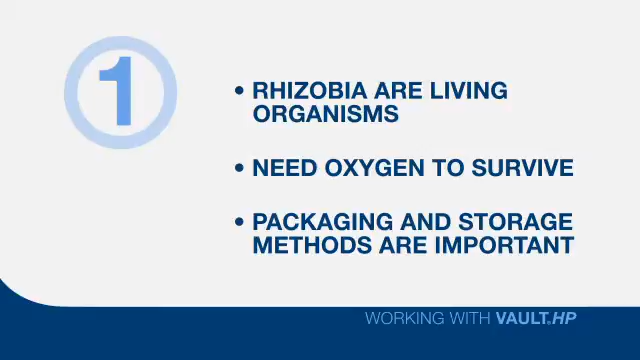 1
• RHIZOBIA ARE LIVING
ORGANISMS
• NEED OXYGEN TO SURVIVE
• PACKAGING AND STORAGE
METHODS ARE IMPORTANT
WORKING WITH VAULT.HP